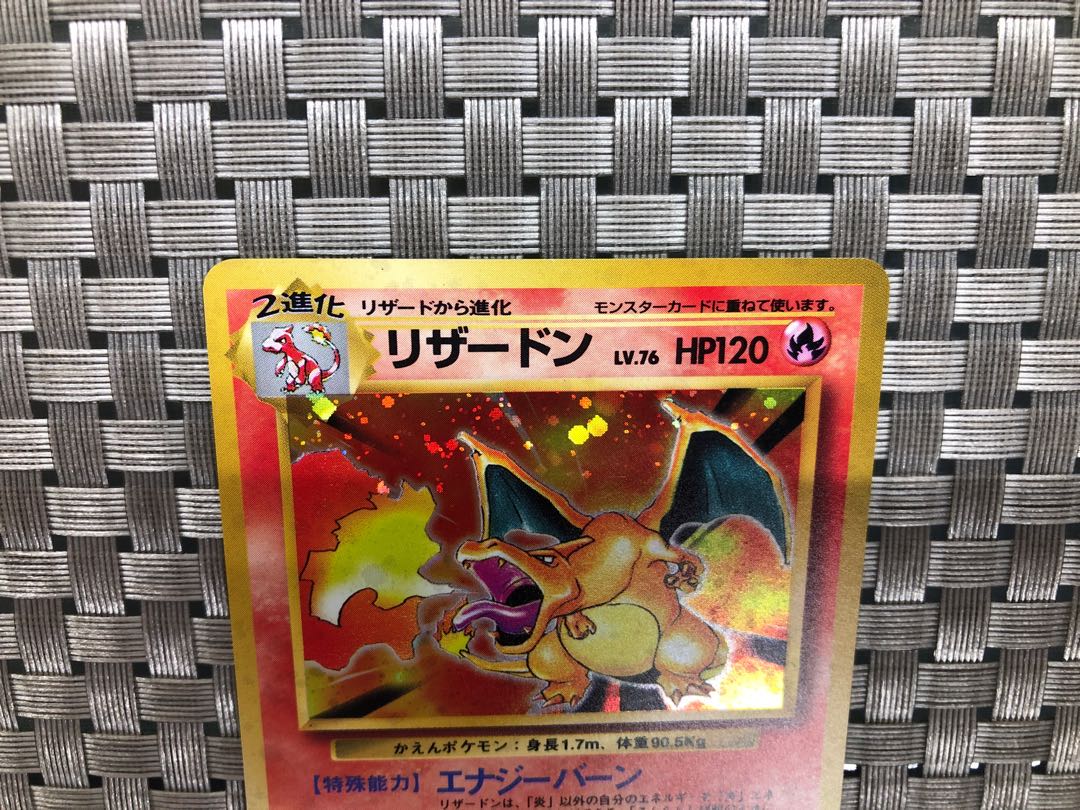 2進化 リザードから進化 モンスターカードに重ねて使います。
リザードン LV.76 HP120
かえんポケモン:身長1.7m、体重90.5Kg
【特殊能力】 エナジーバーン
リザードンは、「炎」以外の自分のエネルギー